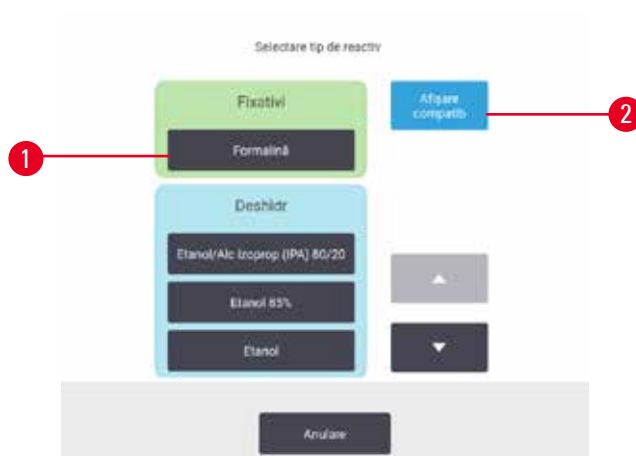 Selectare tip de reactiv
Fixativi
Afişare
compatib
2
1
Formalină
Deshidr
Etanol/Alc Izoprop (IPA) 80/20
Etanol 85%
Etanol
Anulare